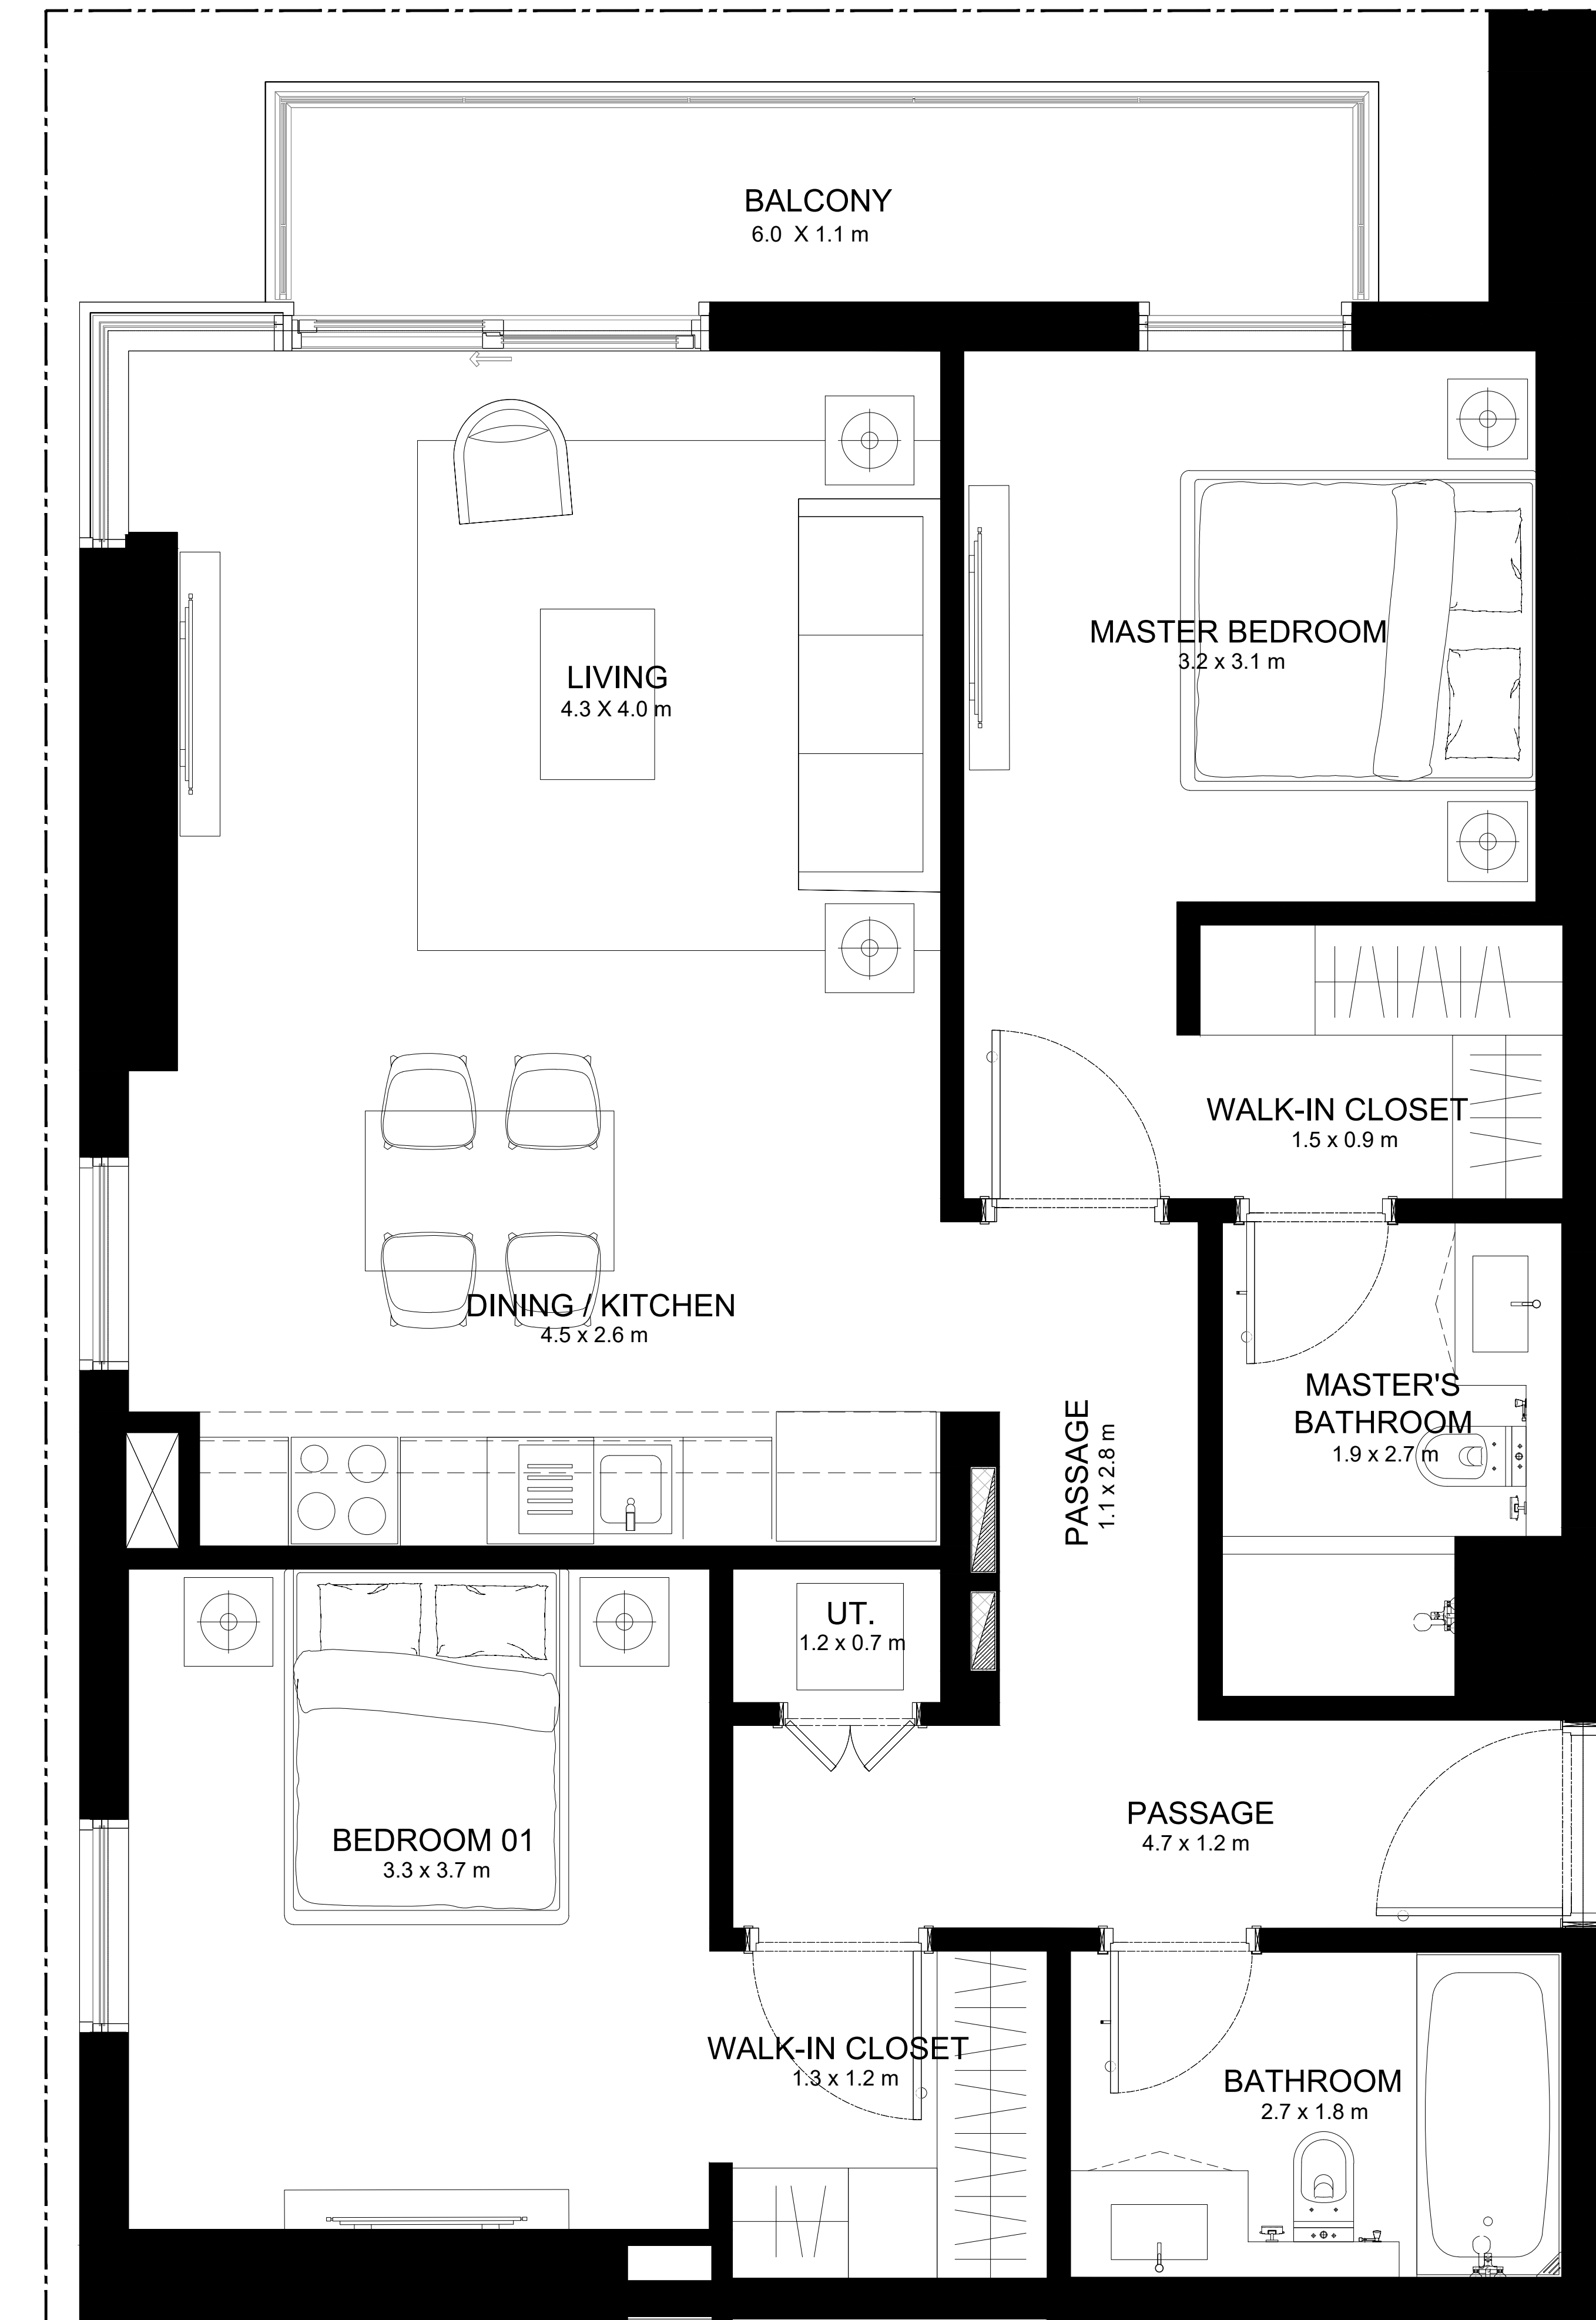 BALCONY
6.0 X 1.1 m
MASTER BEDROOM
3.2 x 3.1 m
LIVING
4.3 X 4.0 m
WALK-IN CLOSET
1.5 x 0.9 m
DINING / KITCHEN
4.5 x 2.6 m
MASTER'S
BATHROOM
1.9 x 2.7 m
PASSAGE
1.1 x 2.8 m
UT.
1.2 x 0.7 m
PASSAGE
4.7 x 1.2 m
BEDROOM 01
3.3 x 3.7 m
WALK-IN CLOSET
1.3 x 1.2 m
BATHROOM
2.7 x 1.8 m